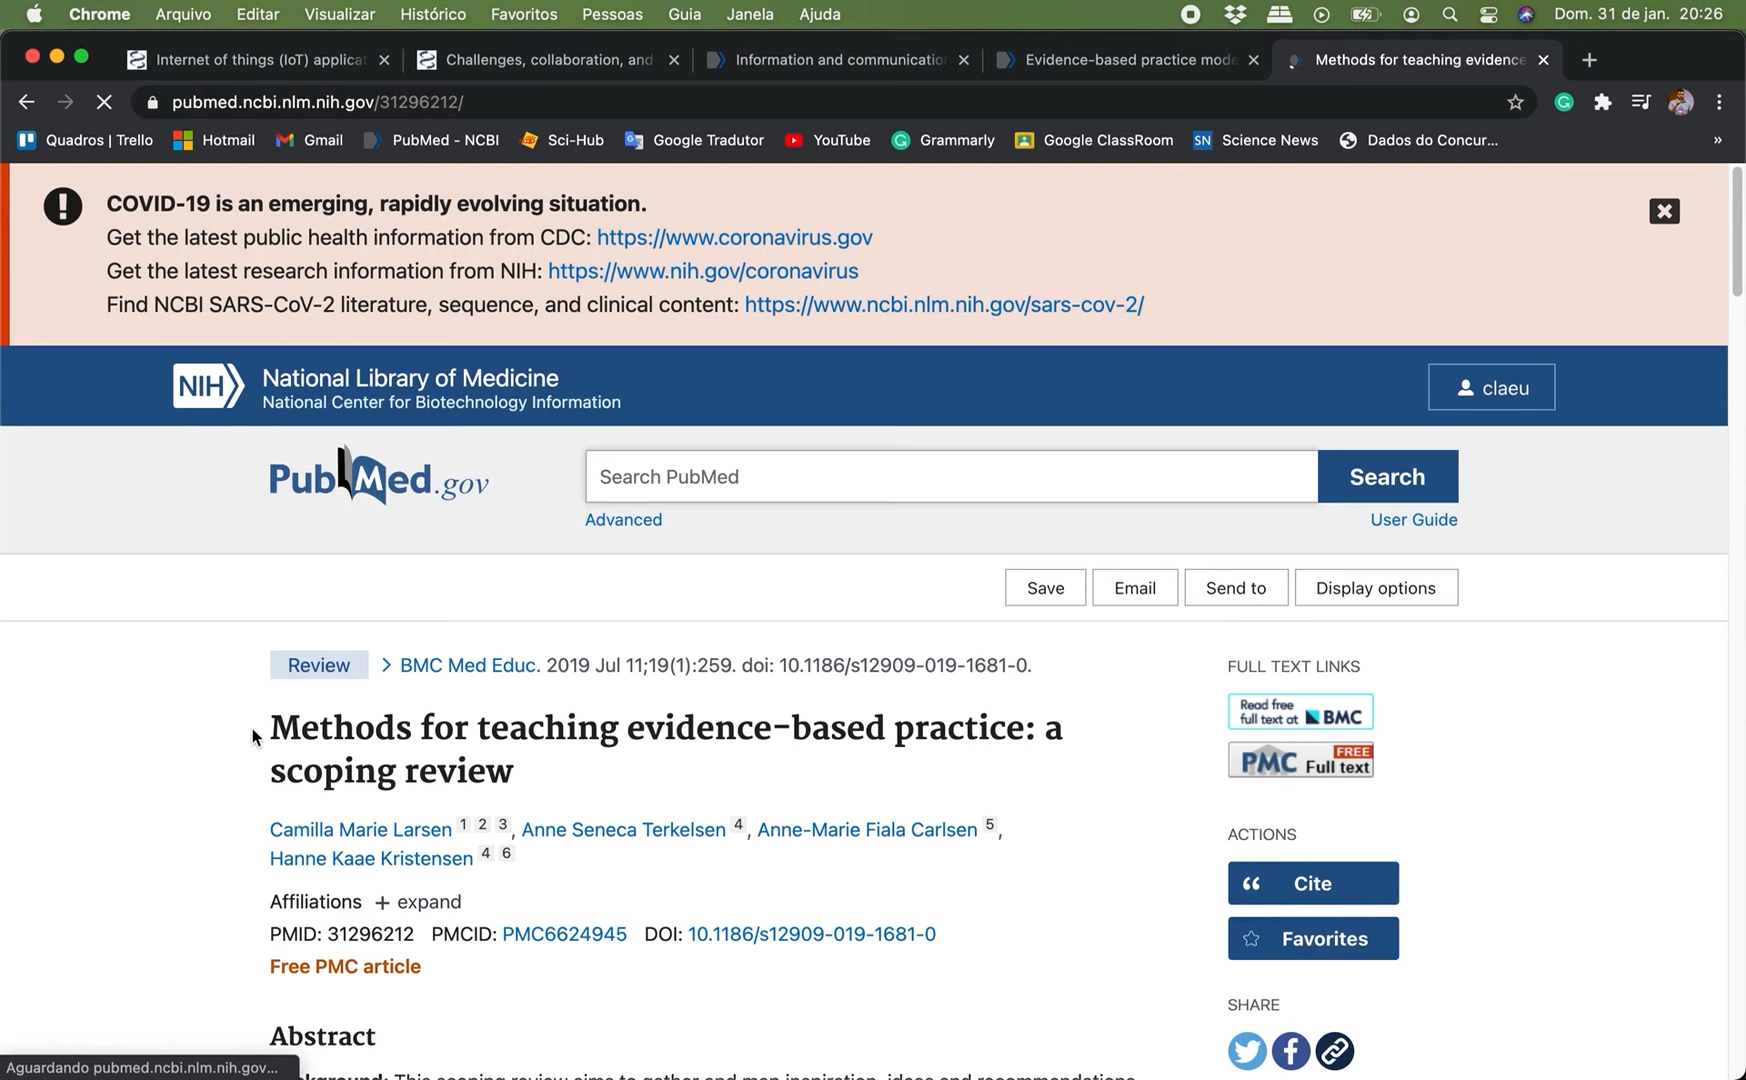 Chrome Arquivo Editar Visualizar Histórico Favoritos Pessoas Guia Janela Ajuda Dom. 31 de jan. 20:26
Internet of things (IoT) applicat Challenges, collaboration, and Information and communication Evidence-based practice mode Methods for teaching evidence
pubmed.ncbi.nlm.nih.gov/31296212/
Quadros | Trello Hotmail Gmail PubMed - NCBI Sci-Hub Google Tradutor YouTube Grammarly Google ClassRoom SN Science News Dados do Concur... »
COVID-19 is an emerging, rapidly evolving situation.
Get the latest public health information from CDC: https://www.coronavirus.gov
Get the latest research information from NIH: https://www.nih.gov/coronavirus
Find NCBI SARS-CoV-2 literature, sequence, and clinical content: https://www.ncbi.nlm.nih.gov/sars-cov-2/
NIH National Library of Medicine
National Center for Biotechnology Information
claeu
PubMed.gov
Search PubMed Search
Advanced User Guide
Save Email Send to Display options
Review > BMC Med Educ. 2019 Jul 11;19(1):259. doi: 10.1186/s12909-019-1681-0.
Methods for teaching evidence-based practice: a
scoping review
Camilla Marie Larsen 1 2 3, Anne Seneca Terkelsen 4, Anne-Marie Fiala Carlsen 5,
Hanne Kaae Kristensen 4 6
Affiliations + expand
PMID: 31296212 PMCID: PMC6624945 DOI: 10.1186/s12909-019-1681-0
Free PMC article
Abstract
FULL TEXT LINKS
Read free
full text at BMC
PMC FREE
Full text
ACTIONS
Cite
Favorites
SHARE
Aguardando pubmed.ncbi.nlm.nih.gov...